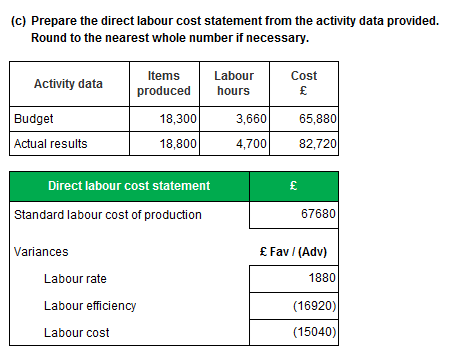 (c) Prepare the direct labour cost statement from the activity data provided.
Round to the nearest whole number if necessary.
Activity data Items produced Labour hours Cost £
Budget 18,300 3,660 65,880
Actual results 18,800 4,700 82,720
Direct labour cost statement £
Standard labour cost of production 67680
Variances £ Fav / (Adv)
Labour rate 1880
Labour efficiency (16920)
Labour cost (15040)